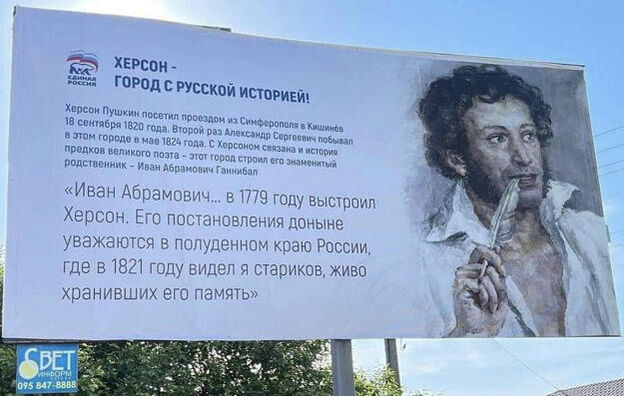 ЕДИНАЯ
РОССИЯ
ХЕРСОН -
ГОРОД С РУССКОЙ ИСТОРИЕЙ!
Херсон Пушкин посетил проездом из Симферополя в Кишинёв
18 сентября 1820 года. Второй раз Александр Сергеевич побывал
в этом городе в мае 1824 года. С Херсоном связана и история
предков великого поэта – этот город строил его знаменитый
родственник – Иван Абрамович Ганнибал
«Иван Абрамович... в 1779 году выстроил
Херсон. Его постановления доныне
уважаются в полуденном краю России,
где в 1821 году видел я стариков, живо
хранивших его память»
СВЕТ
ИНФОРМ
095 847-8888